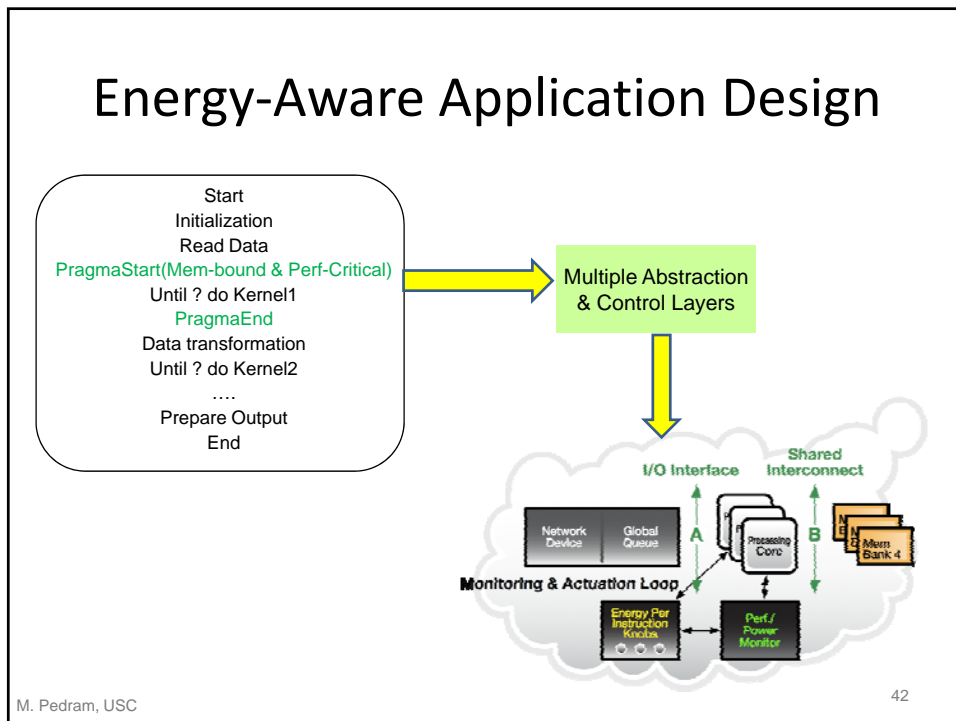 Energy-Aware Application Design
Start
Initialization
Read Data
PragmaStart(Mem-bound & Perf-Critical)
Until ? do Kernel1
PragmaEnd
Data transformation
Until ? do Kernel2
….
Prepare Output
End
Multiple Abstraction
& Control Layers
I/O Interface
Shared
Interconnect
Network
Device
Global
Queue
A
Processing
Core
B
Mem
Bank 4
Monitoring & Actuation Loop
Energy Per
Instruction
Knobs
Perf./
Power
Monitor
M. Pedram, USC
42